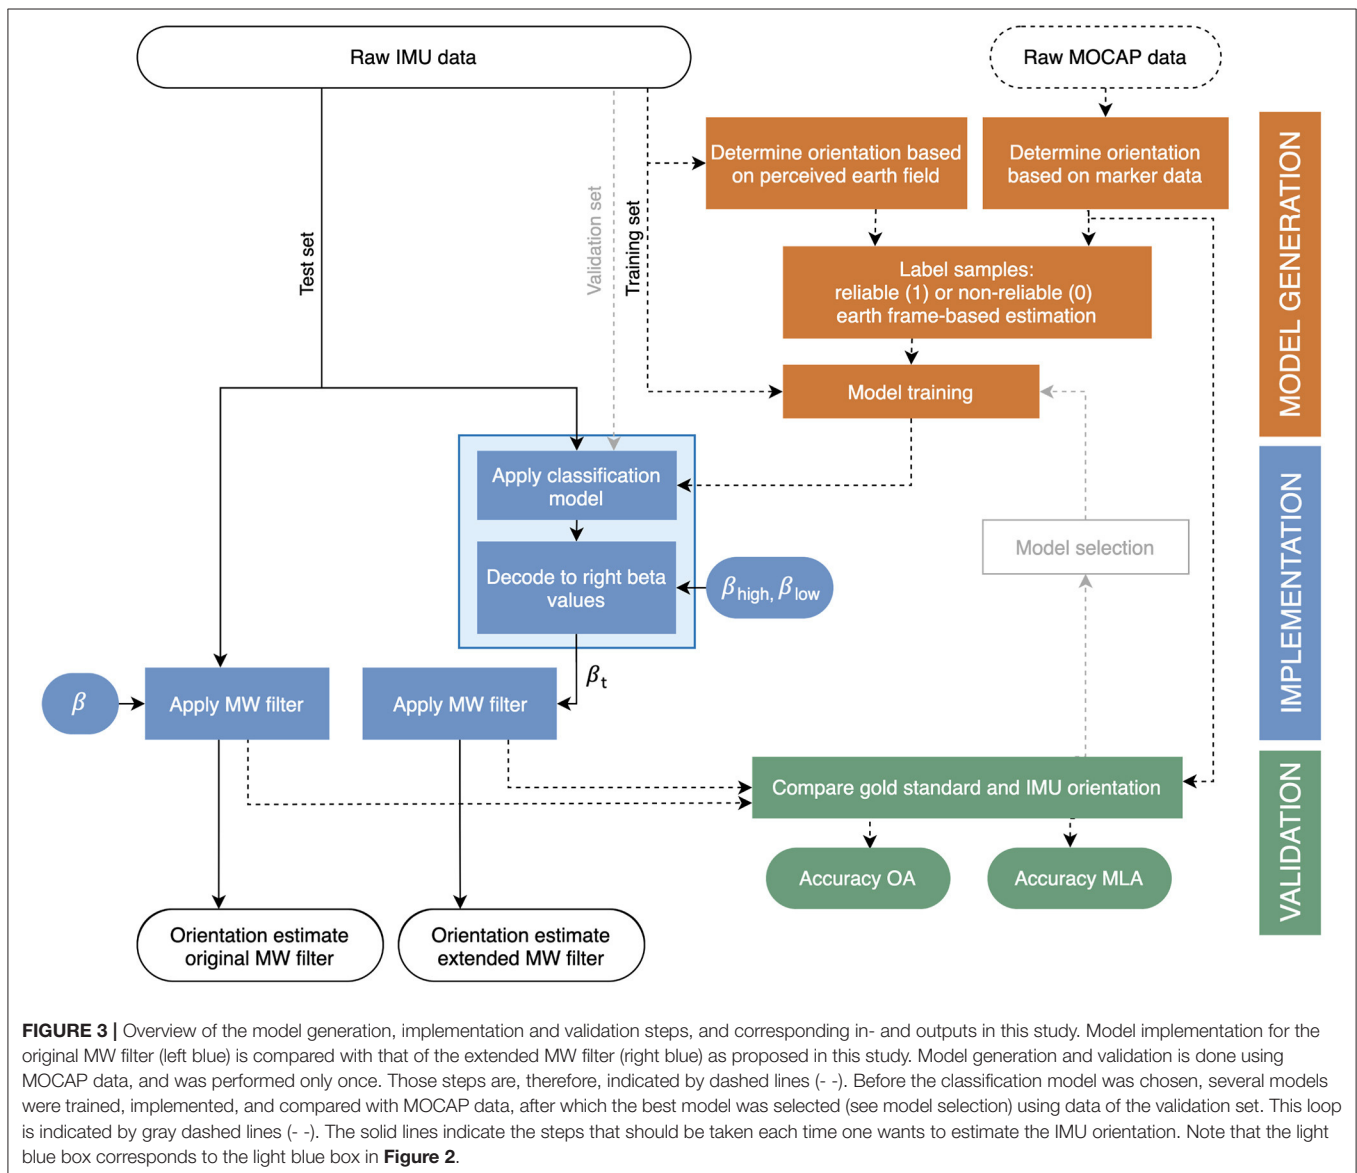 Raw IMU data
Raw MOCAP data
Determine orientation based
on perceived earth field
Determine orientation
based on marker data
MODEL GENERATION
Test set
Validation set
Training set
Label samples:
reliable (1) or non-reliable (0)
earth frame-based estimation
Model training
Apply classification
model
IMPLEMENTATION
Model selection
Decode to right beta
values
βhigh, βlow
βt
β
Apply MW filter
Apply MW filter
Compare gold standard and IMU orientation
VALIDATION
Accuracy OA
Accuracy MLA
Orientation estimate
original MW filter
Orientation estimate
extended MW filter
FIGURE 3 | Overview of the model generation, implementation and validation steps, and corresponding in- and outputs in this study. Model implementation for the
original MW filter (left blue) is compared with that of the extended MW filter (right blue) as proposed in this study. Model generation and validation is done using
MOCAP data, and was performed only once. Those steps are, therefore, indicated by dashed lines (- -). Before the classification model was chosen, several models
were trained, implemented, and compared with MOCAP data, after which the best model was selected (see model selection) using data of the validation set. This loop
is indicated by gray dashed lines (- -). The solid lines indicate the steps that should be taken each time one wants to estimate the IMU orientation. Note that the light
blue box corresponds to the light blue box in Figure 2.